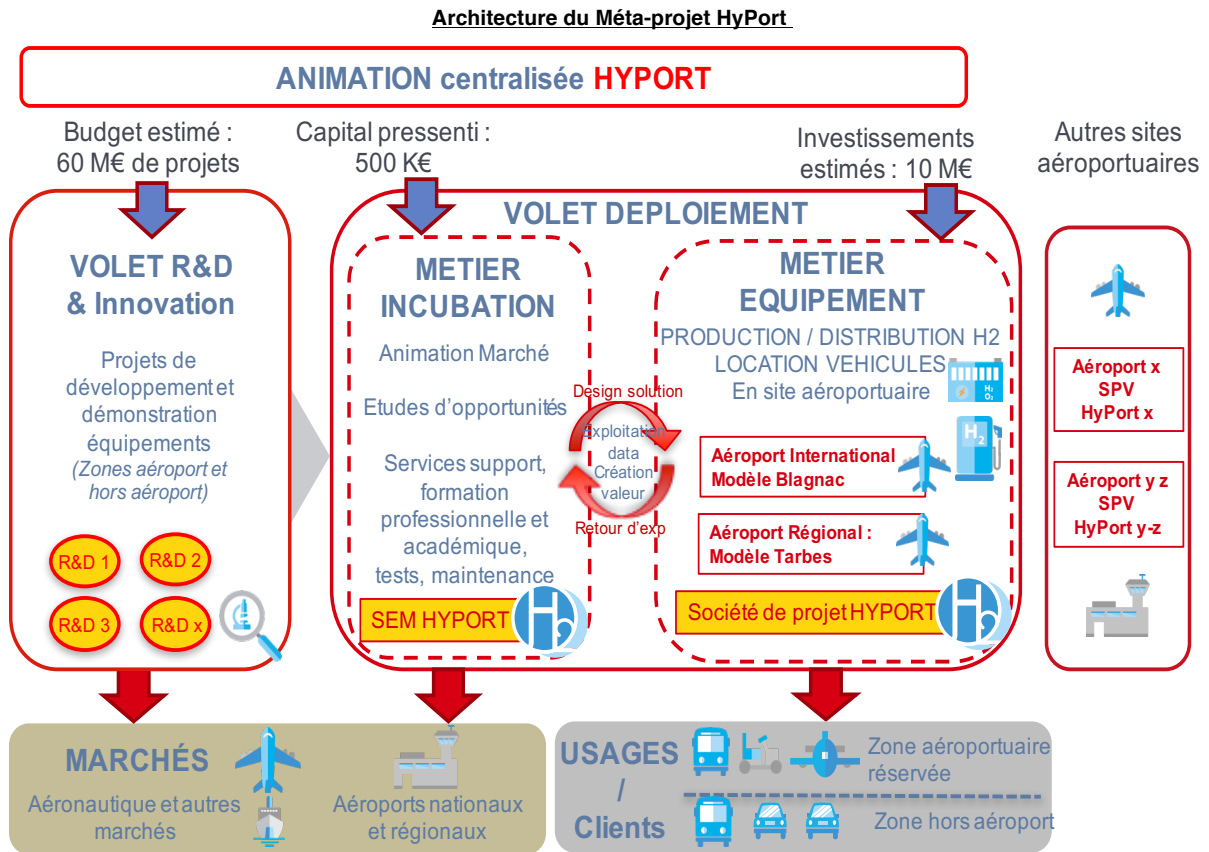 Architecture du Méta-projet HyPort
ANIMATION centralisée HYPORT
Budget estimé :
60 M€ de projets
Capital pressenti :
500 K€
Investissements
estimés : 10 M€
Autres sites
aéroportuaires
VOLET R&D
& Innovation
Projets de
développement et
démonstration
équipements
(Zones aéroport et
hors aéroport)
R&D 1
R&D 2
R&D 3
R&D x
VOLET DEPLOIEMENT
METIER
INCUBATION
Animation Marché
Etudes d'opportunités
Services support,
formation
professionnelle et
académique,
tests, maintenance
SEM HYPORT
H2
Design solution
Exploitation
data
Création
valeur
Retour d'exp
METIER
EQUIPEMENT
PRODUCTION / DISTRIBUTION H2
LOCATION VEHICULES
En site aéroportuaire
H₂
O₂
H2
Aéroport International
Modèle Blagnac
Aéroport Régional :
Modèle Tarbes
Société de projet HYPORT
H2
Aéroport x
SPV
HyPort x
Aéroport y z
SPV
HyPort y-z
MARCHÉS
Aéronautique et autres
marchés
Aéroports nationaux
et régionaux
USAGES
/
Clients
Zone aéroportuaire
réservée
Zone hors aéroport